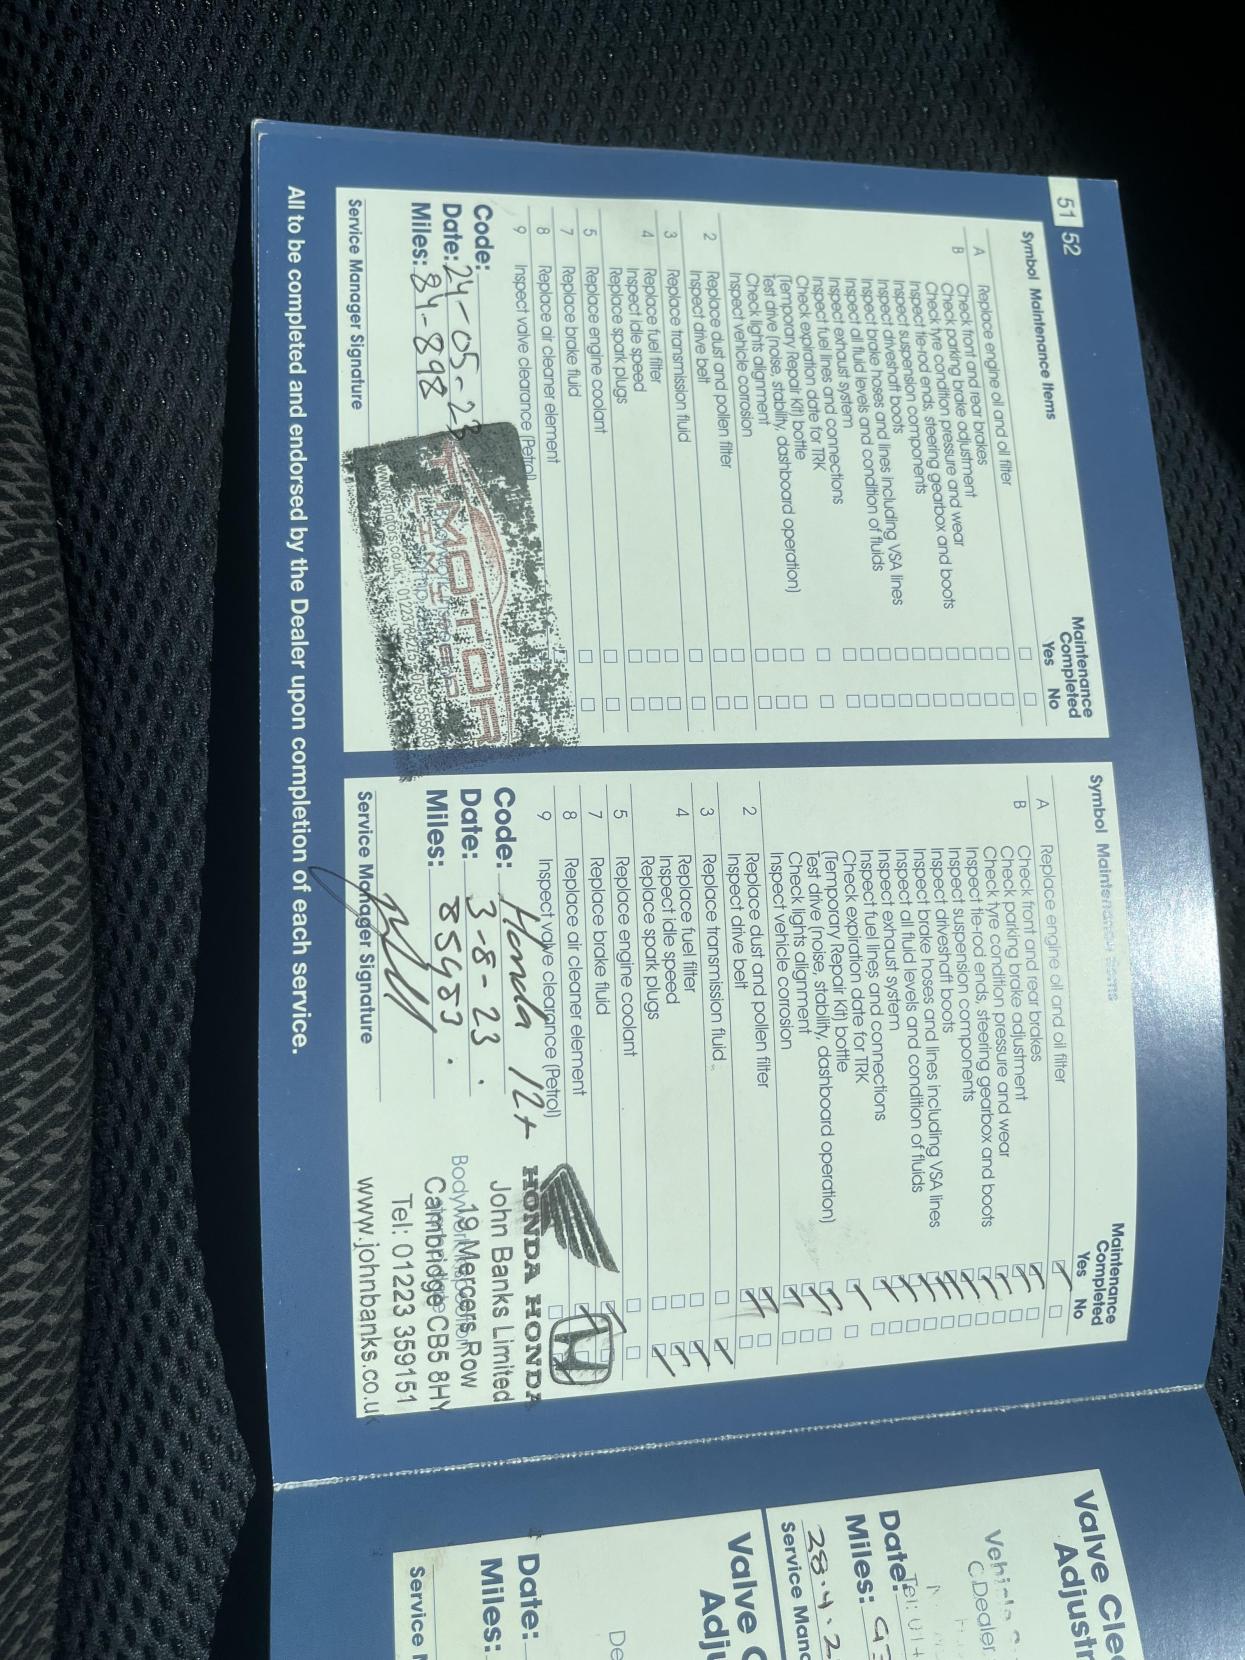 51 52
Symbol Maintenance Items
Maintenance
Completed
Yes No
A Replace engine oil and oil filter
B Check front and rear brakes
Check parking brake adjustment
Check tyre condition pressure and wear
Inspect tie-rod ends, steering gearbox and boots
Inspect suspension components
Inspect driveshaft boots
Inspect brake hoses and lines including VSA lines
Inspect all fluid levels and condition of fluids
Inspect exhaust system
Inspect fuel lines and connections
Check expiration date for TRK
(Temporary Repair Kit) bottle
Test drive (noise, stability, dashboard operation)
Check lights alignment
Inspect vehicle corrosion
2 Replace dust and pollen filter
Inspect drive belt
3 Replace transmission fluid
4 Replace fuel filter
Inspect idle speed
Replace spark plugs
5 Replace engine coolant
7 Replace brake fluid
8 Replace air cleaner element
9 Inspect valve clearance (Petrol)
Code:
Date: 24-05-23
Miles: 84-898
Service Manager Signature
MOTOR
Symbol Maintenance Items
Maintenance
Completed
Yes No
A Replace engine oil and oil filter
B Check front and rear brakes
Check parking brake adjustment
Check tyre condition pressure and wear
Inspect tie-rod ends, steering gearbox and boots
Inspect suspension components
Inspect driveshaft boots
Inspect brake hoses and lines including VSA lines
Inspect all fluid levels and condition of fluids
Inspect exhaust system
Inspect fuel lines and connections
Check expiration date for TRK
(Temporary Repair Kit) bottle
Test drive (noise, stability, dashboard operation)
Check lights alignment
Inspect vehicle corrosion
2 Replace dust and pollen filter
Inspect drive belt
3 Replace transmission fluid
4 Replace fuel filter
Inspect idle speed
Replace spark plugs
5 Replace engine coolant
7 Replace brake fluid
8 Replace air cleaner element
9 Inspect valve clearance (Petrol)
Code: Honda 12+
Date: 3-8-23.
Miles: 85983.
Service Manager Signature
HONDA HONDA
John Banks Limited
19 Mercers Row
Cambridge CB5 8HY
Tel: 01223 359151
www.johnbanks.co.uk
All to be completed and endorsed by the Dealer upon completion of each service.
Valve Cle
Adjustr
Vehicle
C Dealer
Date:
Miles:
28.4.2
Service Mana
Valve C
Adju
De
Date:
Miles:
Service M